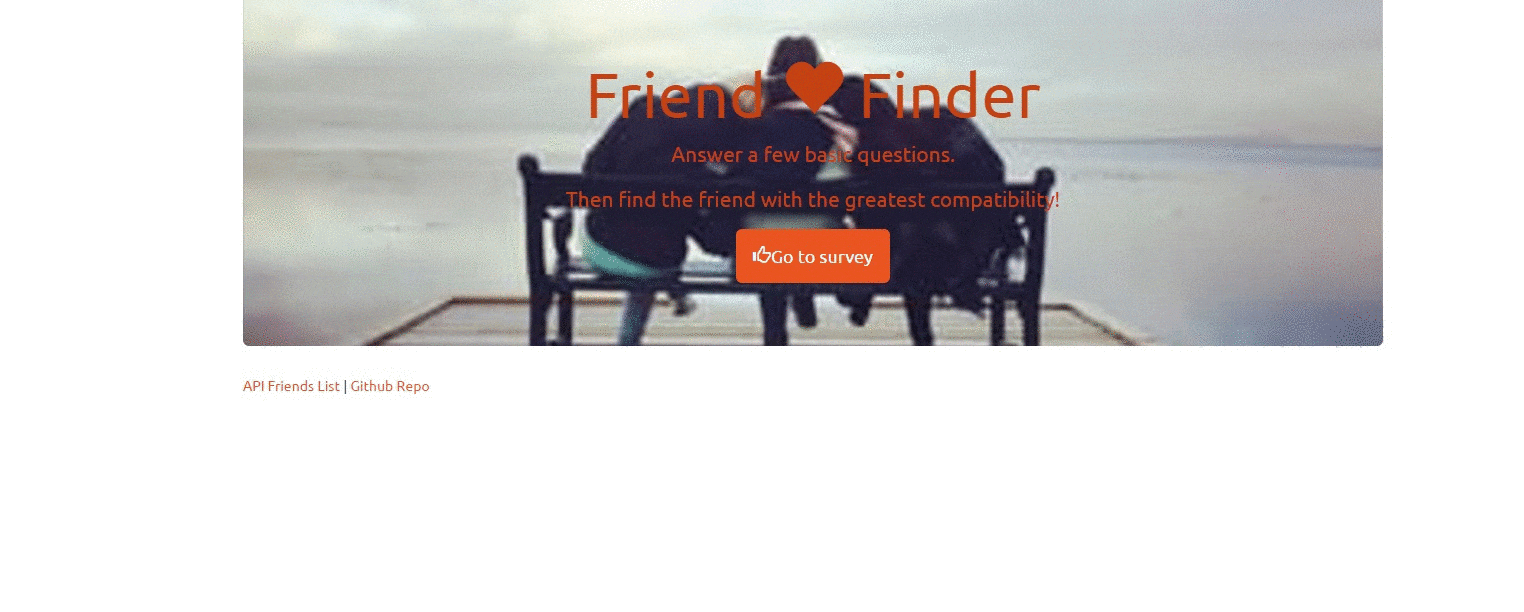 Friend Finder
Answer a few basic questions.
Then find the friend with the greatest compatibility!
Go to survey
API Friends List | Github Repo